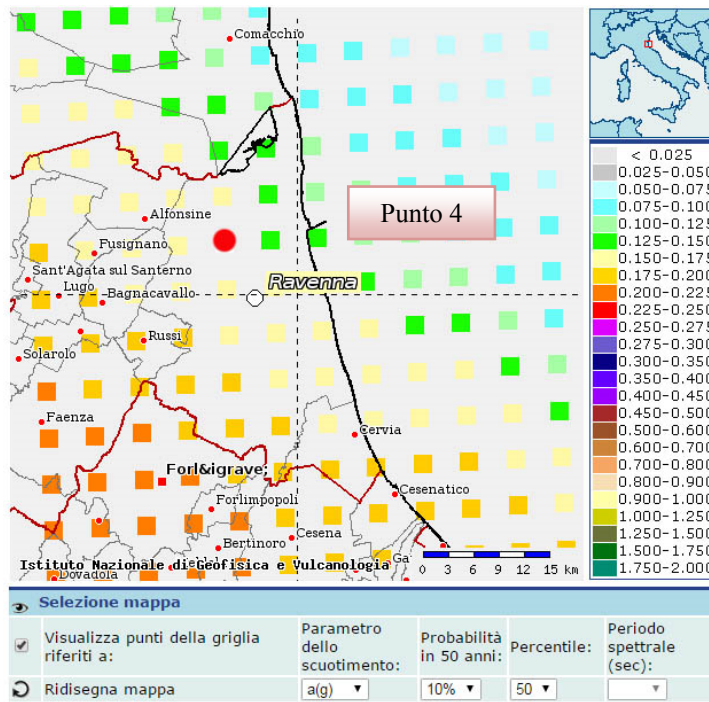 Comacchio
Punto 4
Alfonsine
Fusignano
Sant'Agata sul Santerno
Lugo
Bagnacavallo
Ravenna
Russi
Solarolo
Faenza
Cervia
Forl&igrave;
Forlimpopoli
Cesenatico
Bertinoro
Cesena
Ga
Istituto Nazionale di Geofisica e Vulcanologia
Dovadola
0 3 6 9 12 15 km
< 0.025
0.025-0.050
0.050-0.075
0.075-0.100
0.100-0.125
0.125-0.150
0.150-0.175
0.175-0.200
0.200-0.225
0.225-0.250
0.250-0.275
0.275-0.300
0.300-0.350
0.350-0.400
0.400-0.450
0.450-0.500
0.500-0.600
0.600-0.700
0.700-0.800
0.800-0.900
0.900-1.000
1.000-1.250
1.250-1.500
1.500-1.750
1.750-2.000
Selezione mappa
Visualizza punti della griglia riferiti a:
Parametro dello scuotimento:
Probabilità in 50 anni:
Percentile:
Periodo spettrale (sec):
Ridisegna mappa
a(g)
10%
50